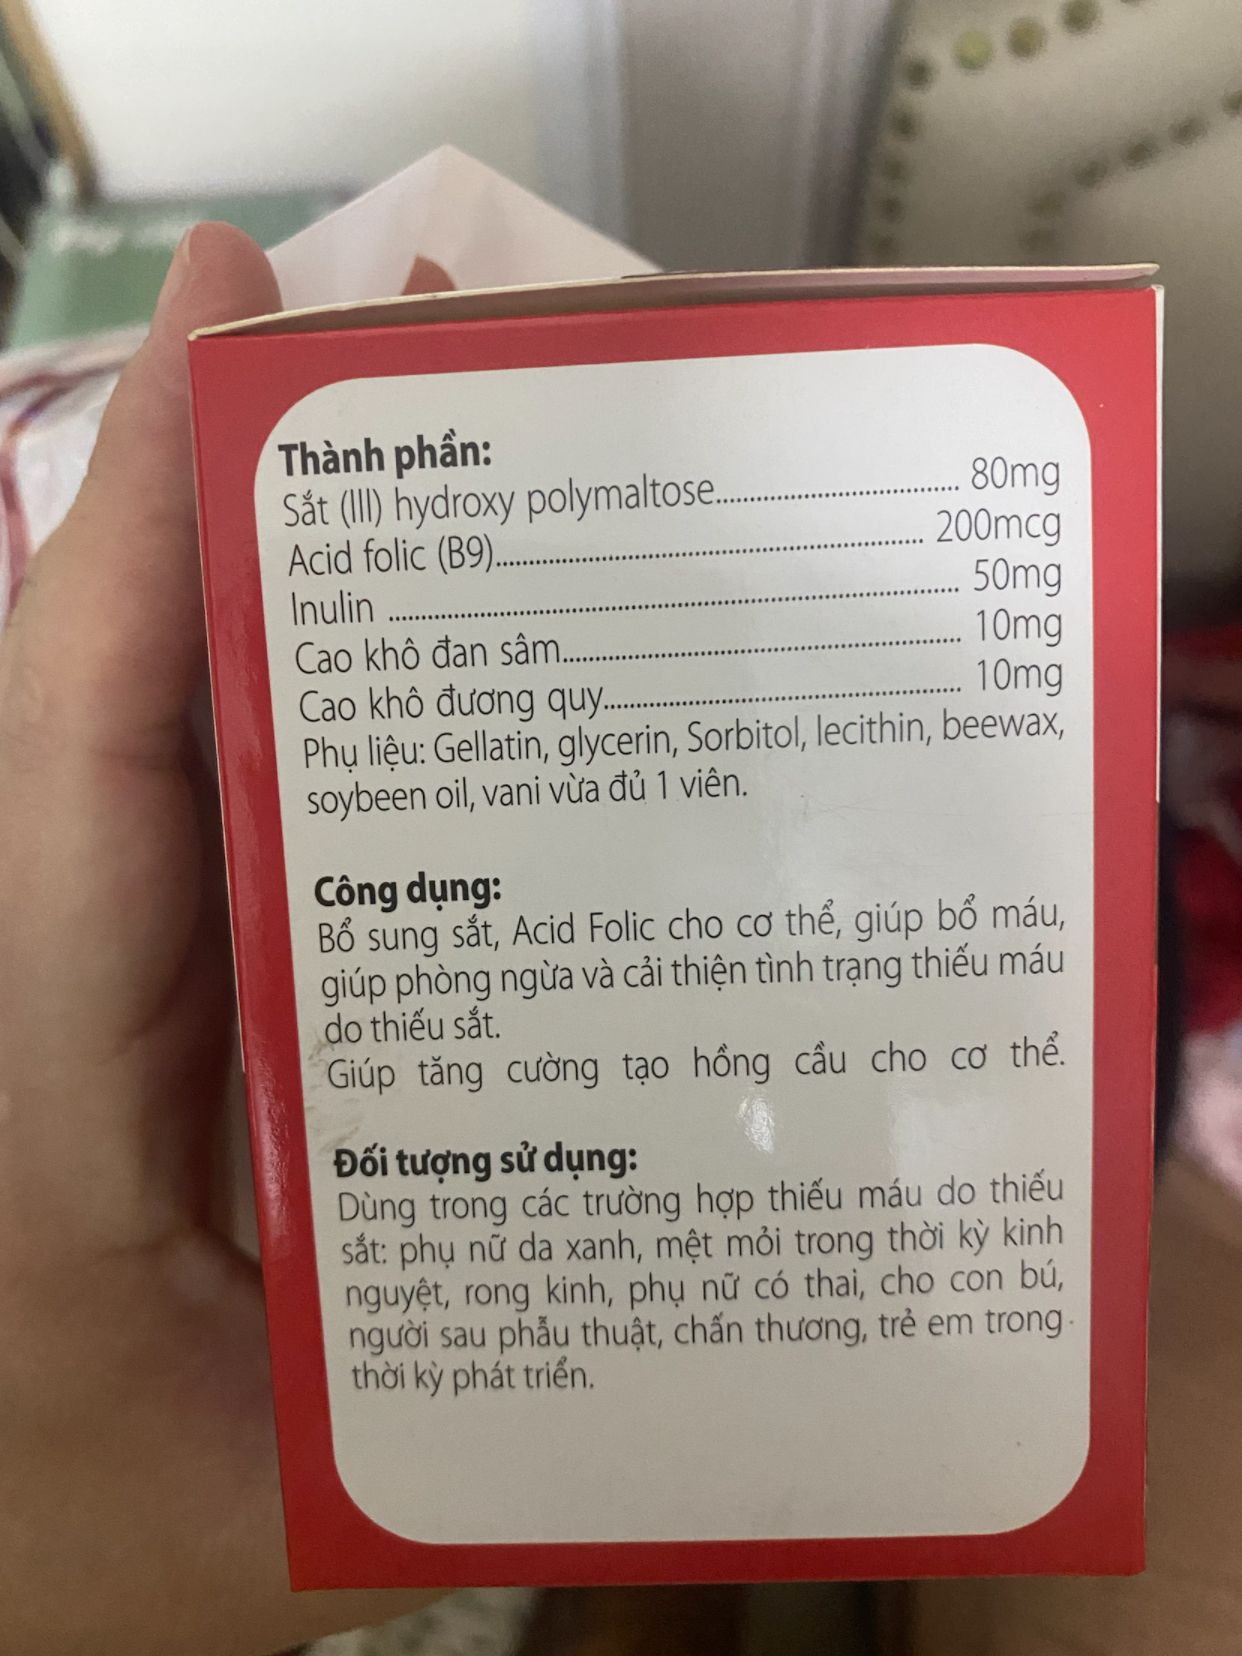 Thành phần:
Sắt (III) hydroxy polymaltose.................................... 80mg
Acid folic (B9)................................................................ 200mcg
Inulin ..................................................................................... 50mg
Cao khô đan sâm............................................................ 10mg
Cao khô đương quy...................................................... 10mg
Phụ liệu: Gellatin, glycerin, Sorbitol, lecithin, beewax,
soybeen oil, vani vừa đủ 1 viên.
Công dụng:
Bổ sung sắt, Acid Folic cho cơ thể, giúp bổ máu,
giúp phòng ngừa và cải thiện tình trạng thiếu máu
do thiếu sắt.
Giúp tăng cường tạo hồng cầu cho cơ thể.
Đối tượng sử dụng:
Dùng trong các trường hợp thiếu máu do thiếu
sắt: phụ nữ da xanh, mệt mỏi trong thời kỳ kinh
nguyệt, rong kinh, phụ nữ có thai, cho con bú,
người sau phẫu thuật, chấn thương, trẻ em trong
thời kỳ phát triển.